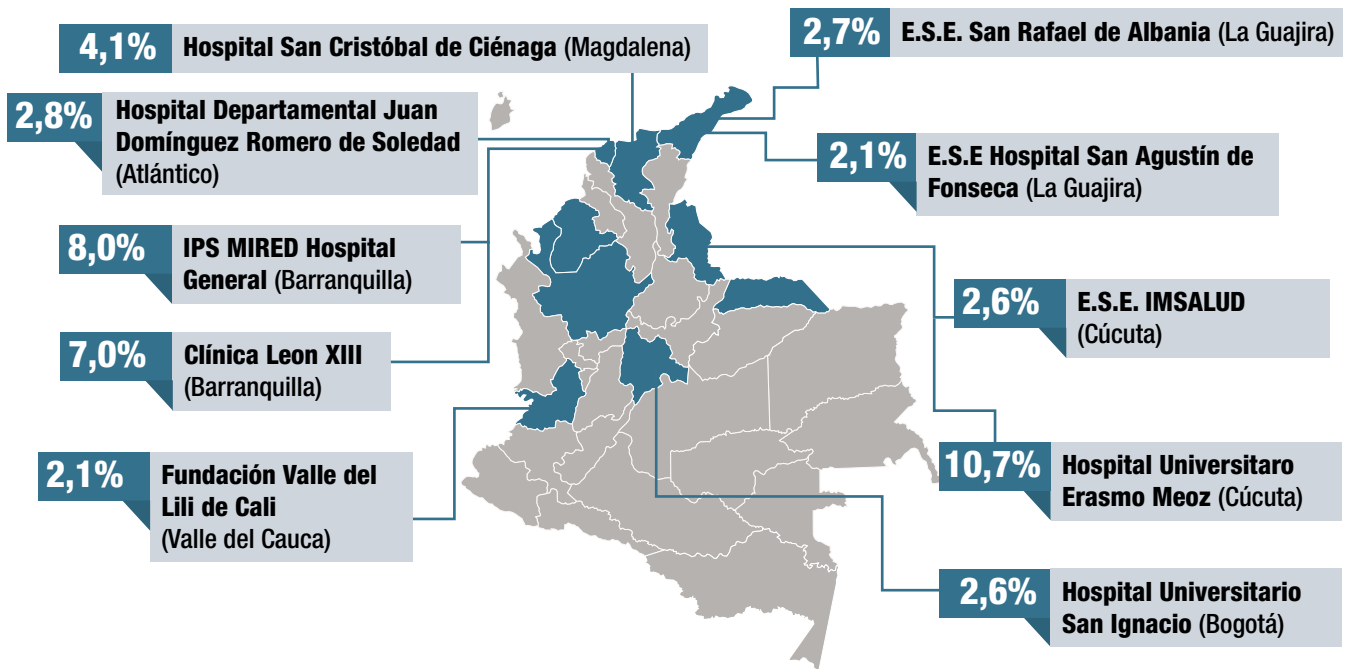 4,1% Hospital San Cristóbal de Ciénaga (Magdalena)
2,8% Hospital Departamental Juan
Domínguez Romero de Soledad
(Atlántico)
8,0% IPS MIRED Hospital
General (Barranquilla)
7,0% Clínica Leon XIII
(Barranquilla)
2,1% Fundación Valle del
Lili de Cali
(Valle del Cauca)
2,7% E.S.E. San Rafael de Albania (La Guajira)
2,1% E.S.E Hospital San Agustín de
Fonseca (La Guajira)
2,6% E.S.E. IMSALUD
(Cúcuta)
10,7% Hospital Universitaro
Erasmo Meoz (Cúcuta)
2,6% Hospital Universitario
San Ignacio (Bogotá)